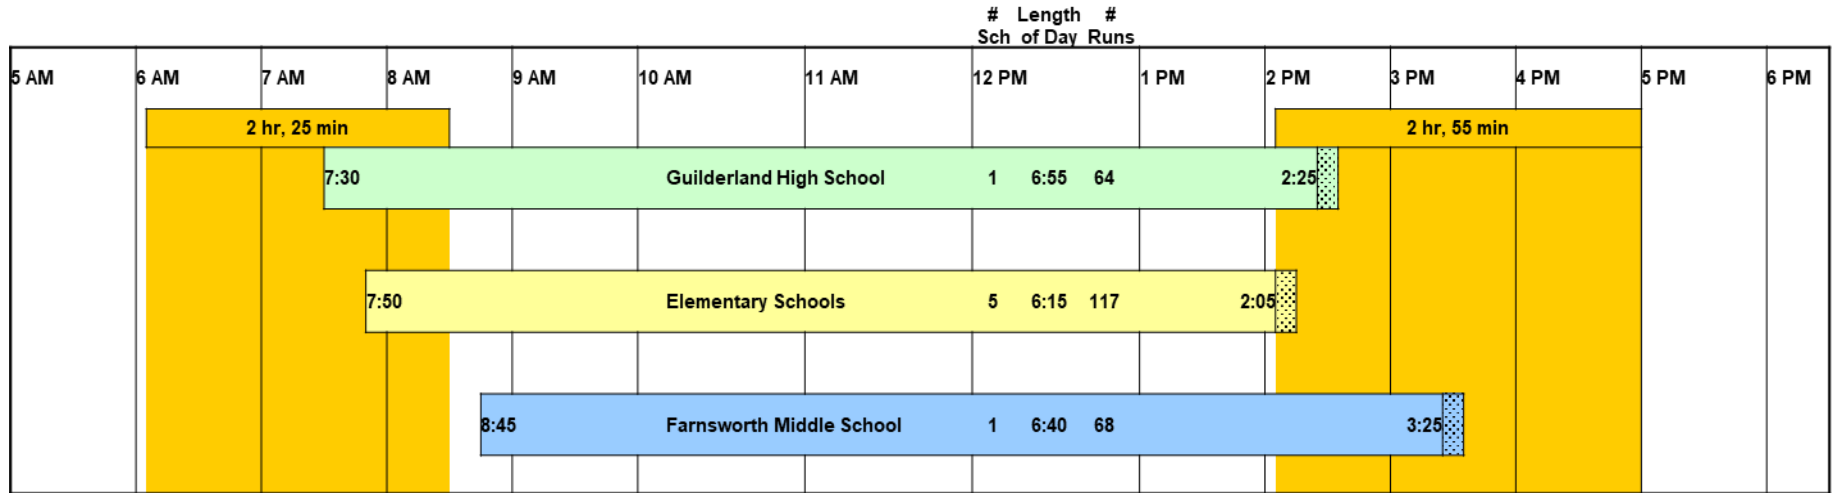 # Length #
Sch of Day Runs
5 AM 6 AM 7 AM 8 AM 9 AM 10 AM 11 AM 12 PM 1 PM 2 PM 3 PM 4 PM 5 PM 6 PM
2 hr, 25 min 2 hr, 55 min
7:30 Guilderland High School 1 6:55 64 2:25
7:50 Elementary Schools 5 6:15 117 2:05
8:45 Farnsworth Middle School 1 6:40 68 3:25